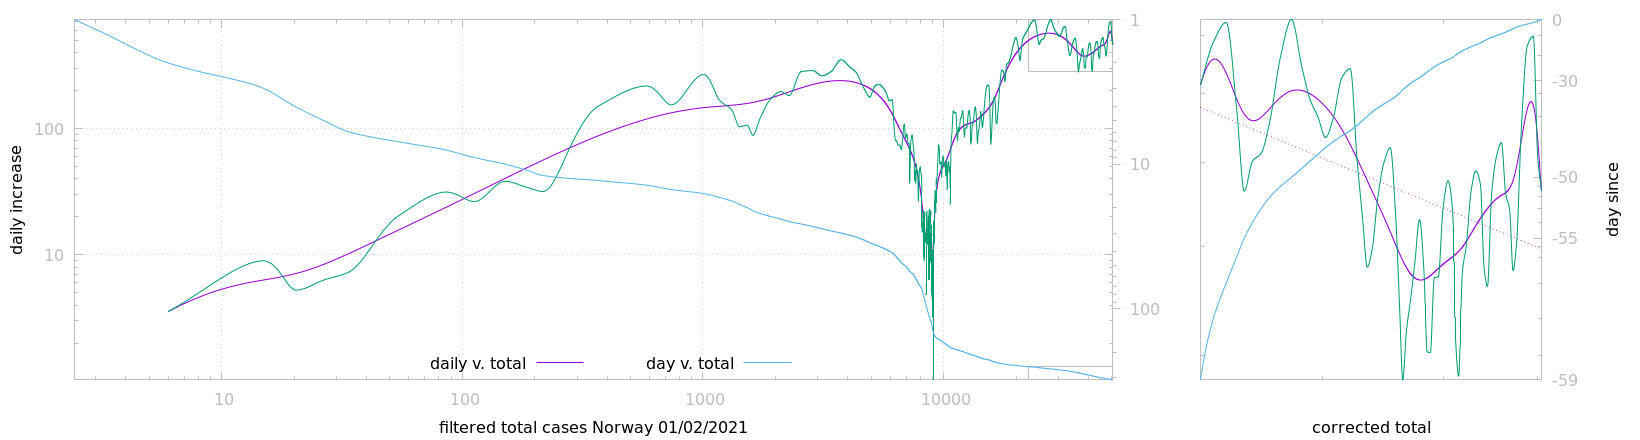 daily increase
100
10
daily v. total
day v. total
10
100
1000
10000
filtered total cases Norway 01/02/2021
1
10
100
0
-30
-50
-55
-59
day since
corrected total